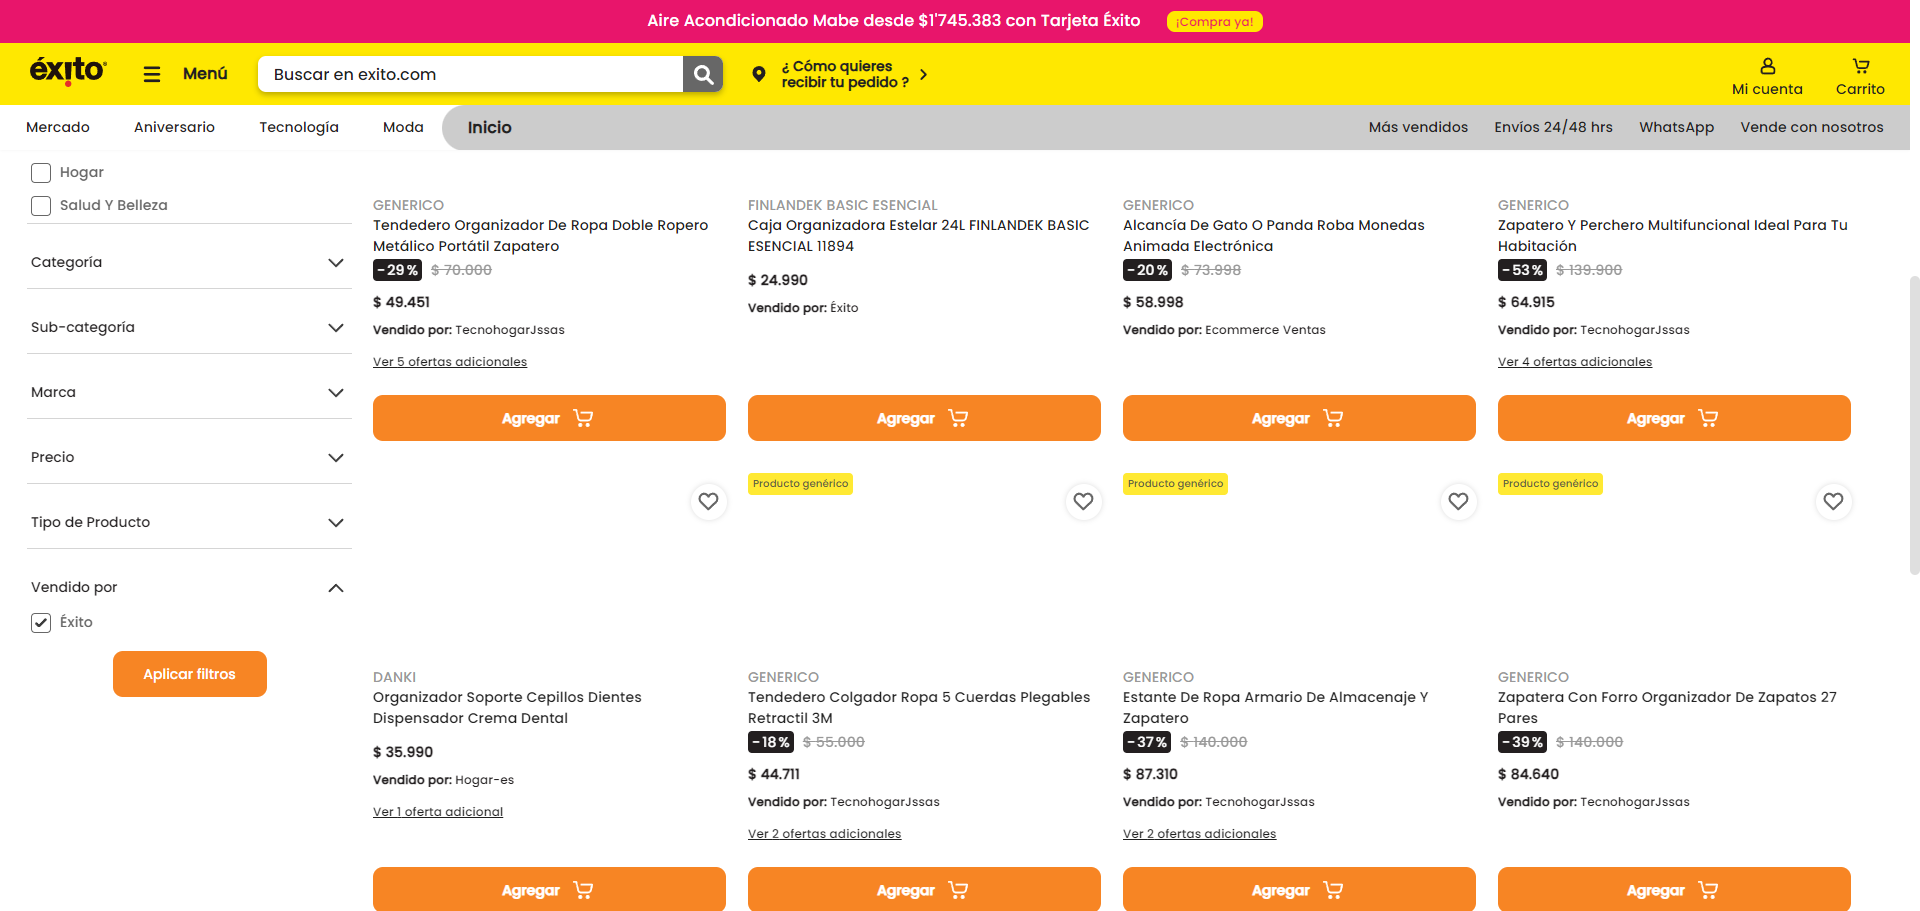 Aire Acondicionado Mabe desde $1'745.383 con Tarjeta Éxito ¡Compra ya!
éxito
Menú
Buscar en exito.com
¿ Cómo quieres
recibir tu pedido ?
Mi cuenta
Carrito
Mercado Aniversario Tecnología Moda Inicio Más vendidos Envíos 24/48 hrs WhatsApp Vende con nosotros
Hogar
Salud Y Belleza
Categoría
Sub-categoría
Marca
Precio
Tipo de Producto
Vendido por
Éxito
Aplicar filtros
GENERICO
Tendedero Organizador De Ropa Doble Ropero
Metálico Portátil Zapatero
-29% $ 70.000
$ 49.451
Vendido por: TecnohogarJssas
Ver 5 ofertas adicionales
Agregar
FINLANDEK BASIC ESENCIAL
Caja Organizadora Estelar 24L FINLANDEK BASIC
ESENCIAL 11894
$ 24.990
Vendido por: Éxito
Agregar
GENERICO
Alcancía De Gato O Panda Roba Monedas
Animada Electrónica
-20% $ 73.998
$ 58.998
Vendido por: Ecommerce Ventas
Agregar
GENERICO
Zapatero Y Perchero Multifuncional Ideal Para Tu
Habitación
-53% $ 139.900
$ 64.915
Vendido por: TecnohogarJssas
Ver 4 ofertas adicionales
Agregar
DANKI
Organizador Soporte Cepillos Dientes
Dispensador Crema Dental
$ 35.990
Vendido por: Hogar-es
Ver 1 oferta adicional
Agregar
Producto genérico
GENERICO
Tendedero Colgador Ropa 5 Cuerdas Plegables
Retractil 3M
-18% $ 55.000
$ 44.711
Vendido por: TecnohogarJssas
Ver 2 ofertas adicionales
Agregar
Producto genérico
GENERICO
Estante De Ropa Armario De Almacenaje Y
Zapatero
-37% $ 140.000
$ 87.310
Vendido por: TecnohogarJssas
Ver 2 ofertas adicionales
Agregar
Producto genérico
GENERICO
Zapatera Con Forro Organizador De Zapatos 27
Pares
-39% $ 140.000
$ 84.640
Vendido por: TecnohogarJssas
Agregar